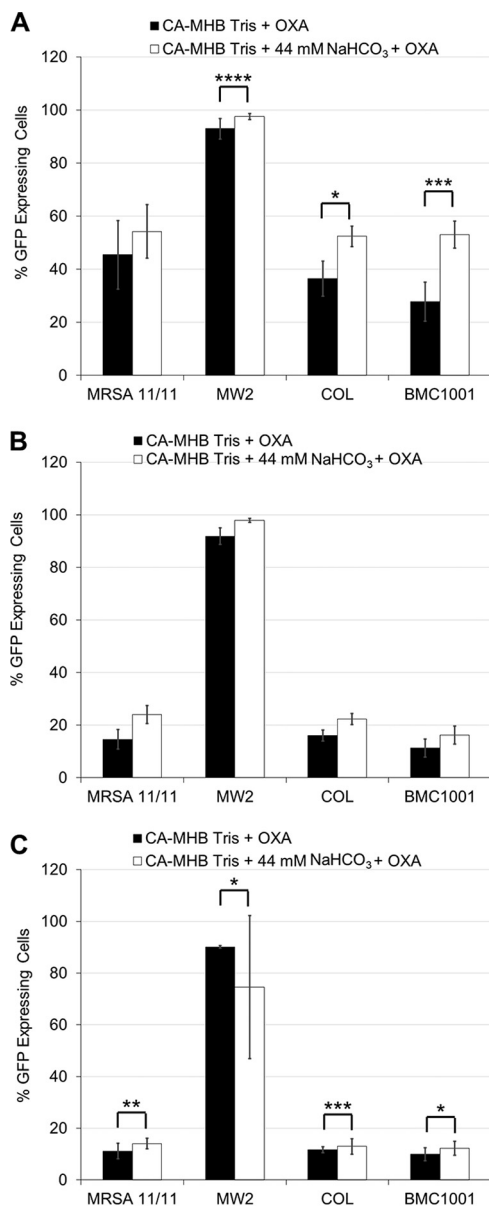 A
CA-MHB Tris + OXA
CA-MHB Tris + 44 mM NaHCO₃ + OXA
120
100
80
60
40
20
0
% GFP Expressing Cells
****
*
***
MRSA 11/11 MW2 COL BMC1001
B
CA-MHB Tris + OXA
CA-MHB Tris + 44 mM NaHCO₃ + OXA
120
100
80
60
40
20
0
% GFP Expressing Cells
MRSA 11/11 MW2 COL BMC1001
C
CA-MHB Tris + OXA
CA-MHB Tris + 44 mM NaHCO₃ + OXA
120
100
80
60
40
20
0
% GFP Expressing Cells
*
**
***
*
MRSA 11/11 MW2 COL BMC1001